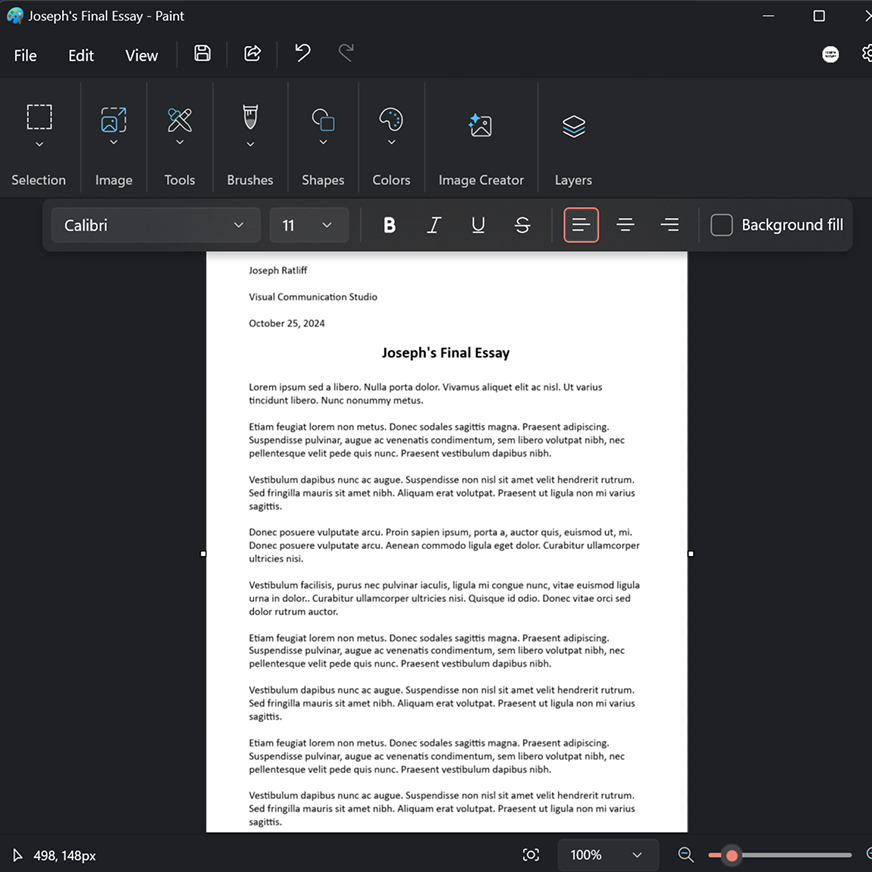 Joseph's Final Essay - Paint
File
Edit
View
Selection
Image
Tools
Brushes
Shapes
Colors
Image Creator
Layers
Calibri
11
B
I
U
S
Background fill
Joseph Ratliff
Visual Communication Studio
October 25, 2024
Joseph's Final Essay
Lorem ipsum sed a libero. Nulla porta dolor. Vivamus aliquet elit ac nisl. Ut varius
tincidunt libero. Nunc nonummy metus.
Etiam feugiat lorem non metus. Donec sodales sagittis magna. Praesent adipiscing.
Suspendisse pulvinar, augue ac venenatis condimentum, sem libero volutpat nibh, nec
pellentesque velit pede quis nunc. Praesent vestibulum dapibus nibh.
Vestibulum dapibus nunc ac augue. Suspendisse non nisl sit amet velit hendrerit rutrum.
Sed fringilla mauris sit amet nibh. Aliquam erat volutpat. Praesent ut ligula non mi varius
sagittis.
Donec posuere vulputate arcu. Proin sapien ipsum, porta a, auctor quis, euismod ut, mi.
Donec posuere vulputate arcu. Aenean commodo ligula eget dolor. Curabitur ullamcorper
ultricies nisi.
Vestibulum facilisis, purus nec pulvinar iaculis, ligula mi congue nunc, vitae euismod ligula
urna in dolor.. Curabitur ullamcorper ultricies nisi. Quisque id odio. Donec vitae orci sed
dolor rutrum auctor.
Etiam feugiat lorem non metus. Donec sodales sagittis magna. Praesent adipiscing.
Suspendisse pulvinar, augue ac venenatis condimentum, sem libero volutpat nibh, nec
pellentesque velit pede quis nunc. Praesent vestibulum dapibus nibh.
Vestibulum dapibus nunc ac augue. Suspendisse non nisl sit amet velit hendrerit rutrum.
Sed fringilla mauris sit amet nibh. Aliquam erat volutpat. Praesent ut ligula non mi varius
sagittis.
Etiam feugiat lorem non metus. Donec sodales sagittis magna. Praesent adipiscing.
Suspendisse pulvinar, augue ac venenatis condimentum, sem libero volutpat nibh, nec
pellentesque velit pede quis nunc. Praesent vestibulum dapibus nibh.
Vestibulum dapibus nunc ac augue. Suspendisse non nisl sit amet velit hendrerit rutrum.
Sed fringilla mauris sit amet nibh. Aliquam erat volutpat. Praesent ut ligula non mi varius
sagittis.
498, 148px
100%